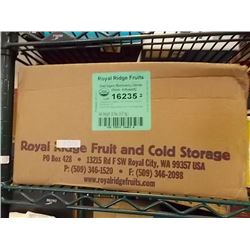 Royal Ridge Fruits
16235
Royal Ridge Fruit and Cold Storage
PO Box 428 • 13215 Rd F SW Royal City, WA 99357 USA
P: (509) 346-1520 • F: (509) 346-2098
royalridgefruits.com